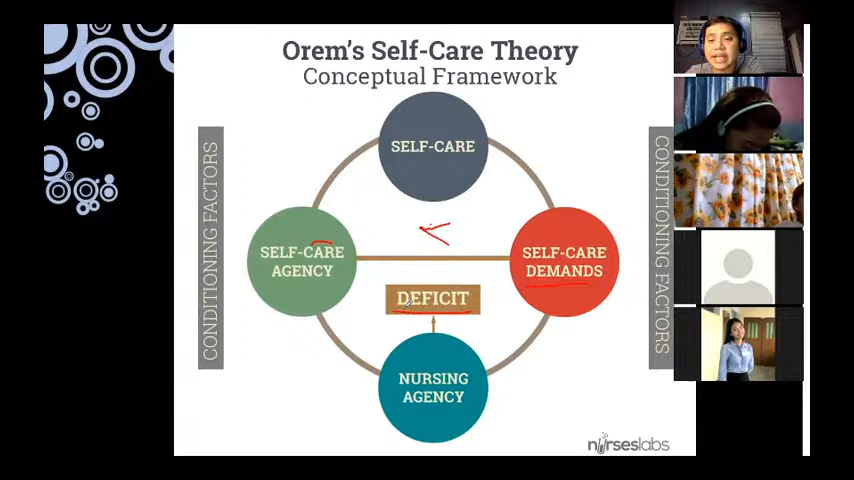 Orem's Self-Care Theory
Conceptual Framework
CONDITIONING FACTORS
SELF-CARE
CONDITIONING FACTORS
<
SELF-CARE
AGENCY
SELF-CARE
DEMANDS
DEFICIT
NURSING
AGENCY
nurseslabs